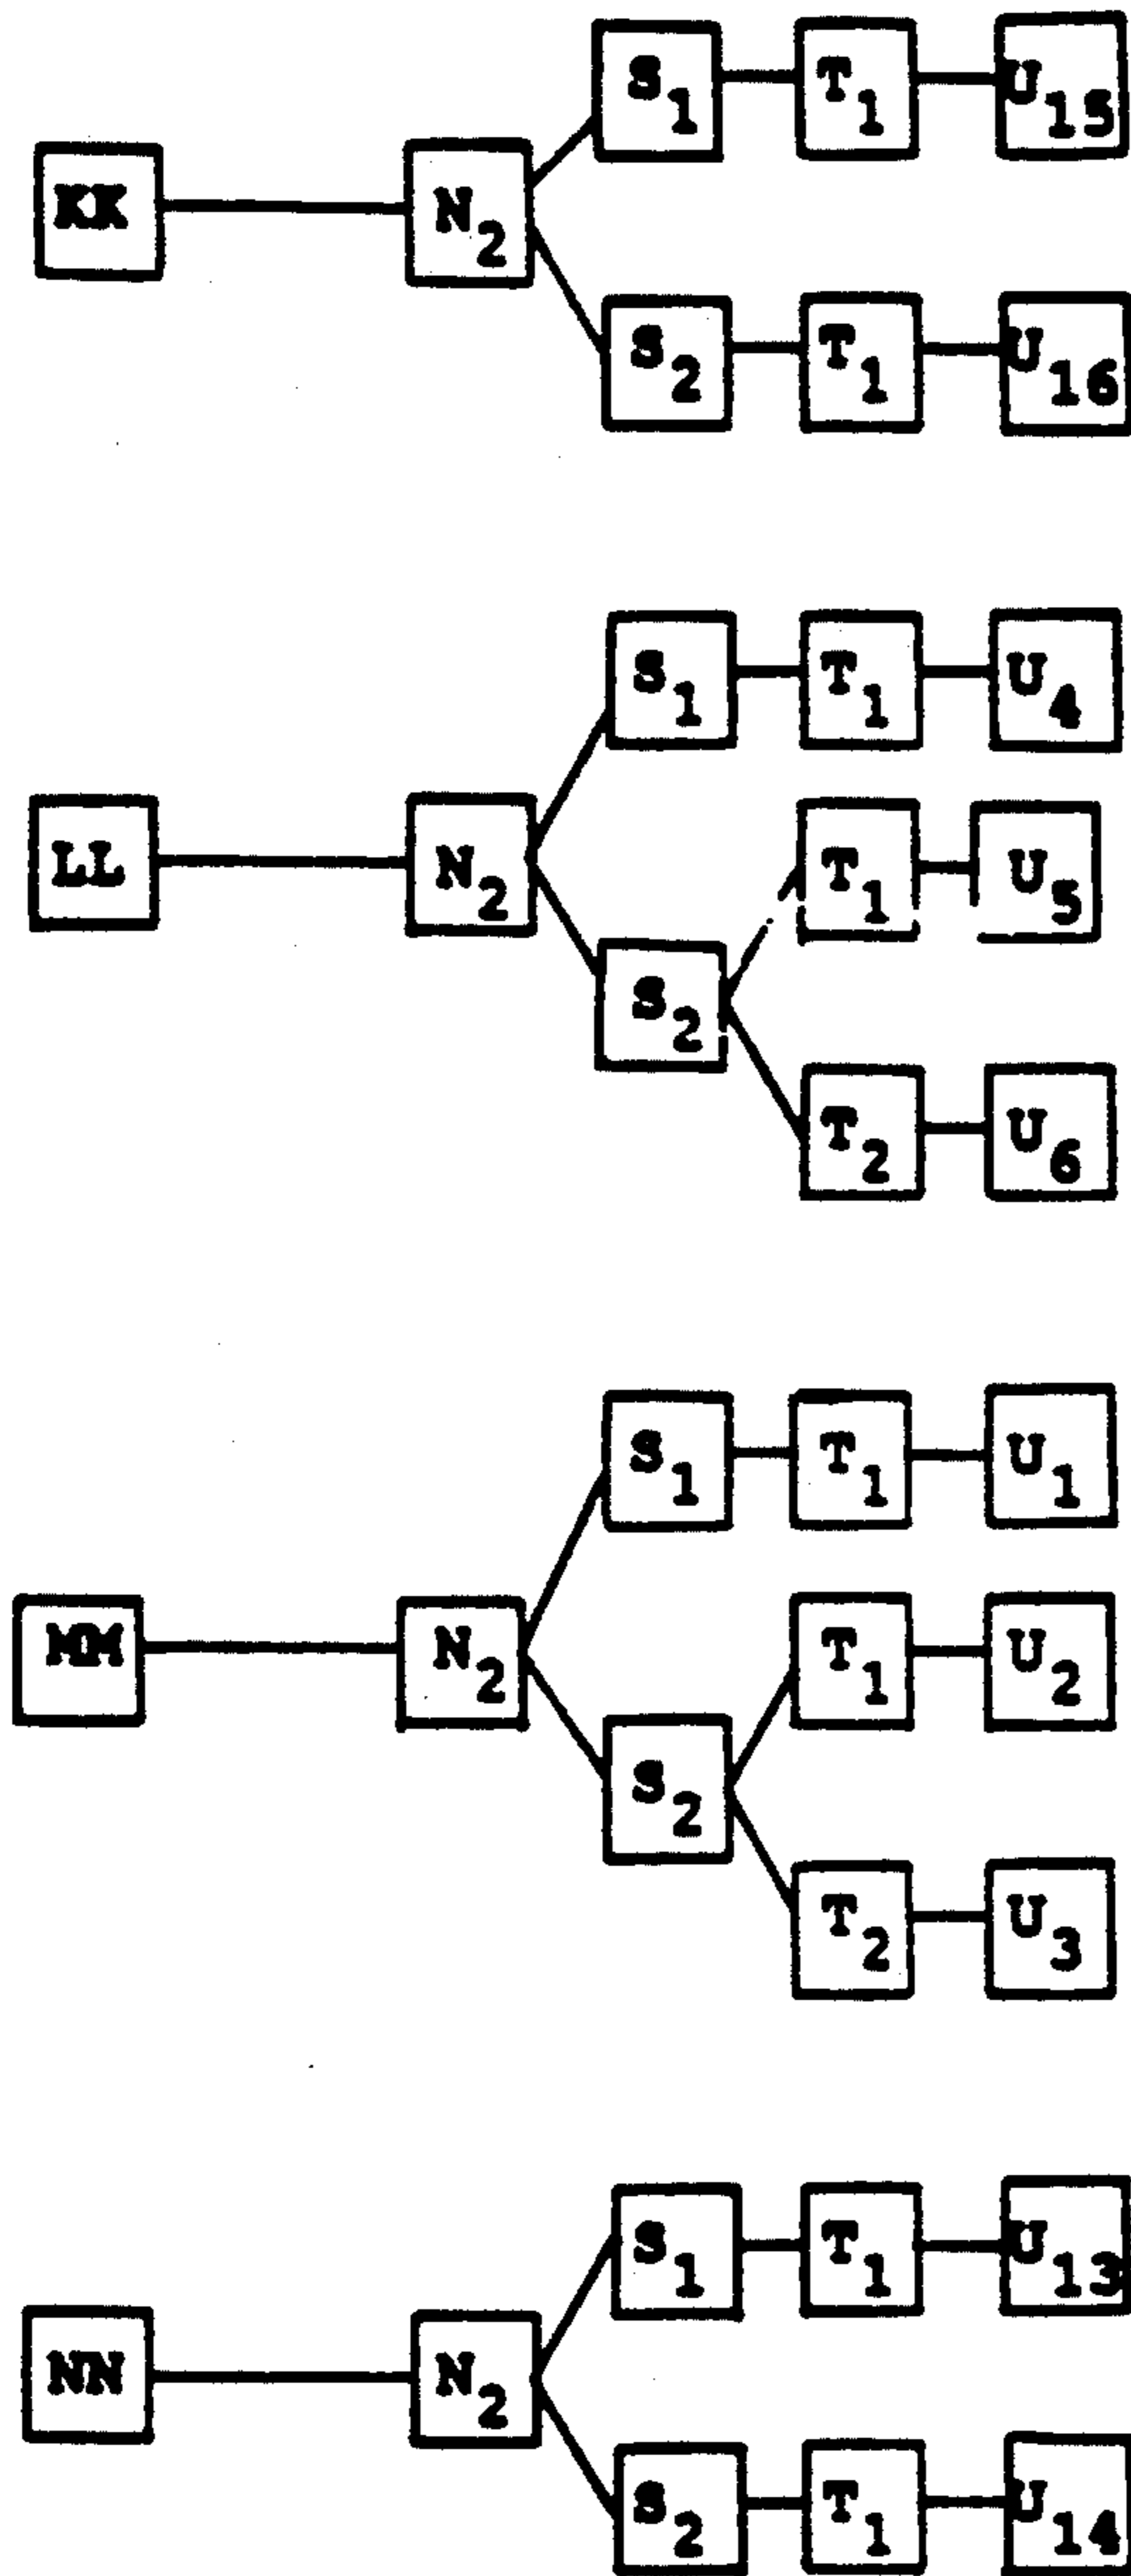 S₁ T₁ U₁₅
KK N₂
S₂ T₁ U₁₆
S₁ T₁ U₄
LL N₂ T₁ U₅
S₂
T₂ U₆
S₁ T₁ U₁
MM N₂ T₁ U₂
S₂
T₂ U₃
S₁ T₁ U₁₃
NN N₂
S₂ T₁ U₁₄